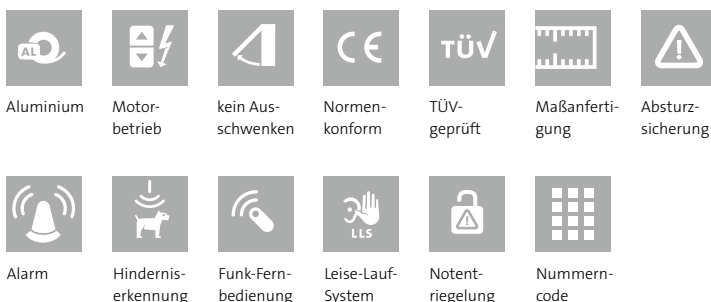 AL
CE
TÜV
Aluminium
Motor-
betrieb
kein Aus-
schwenken
Normen-
konform
TÜV-
geprüft
Maßanferti-
gung
Absturz-
sicherung
LLS
Alarm
Hindernis-
erkennung
Funk-Fern-
bedienung
Leise-Lauf-
System
Notent-
riegelung
Nummern-
code